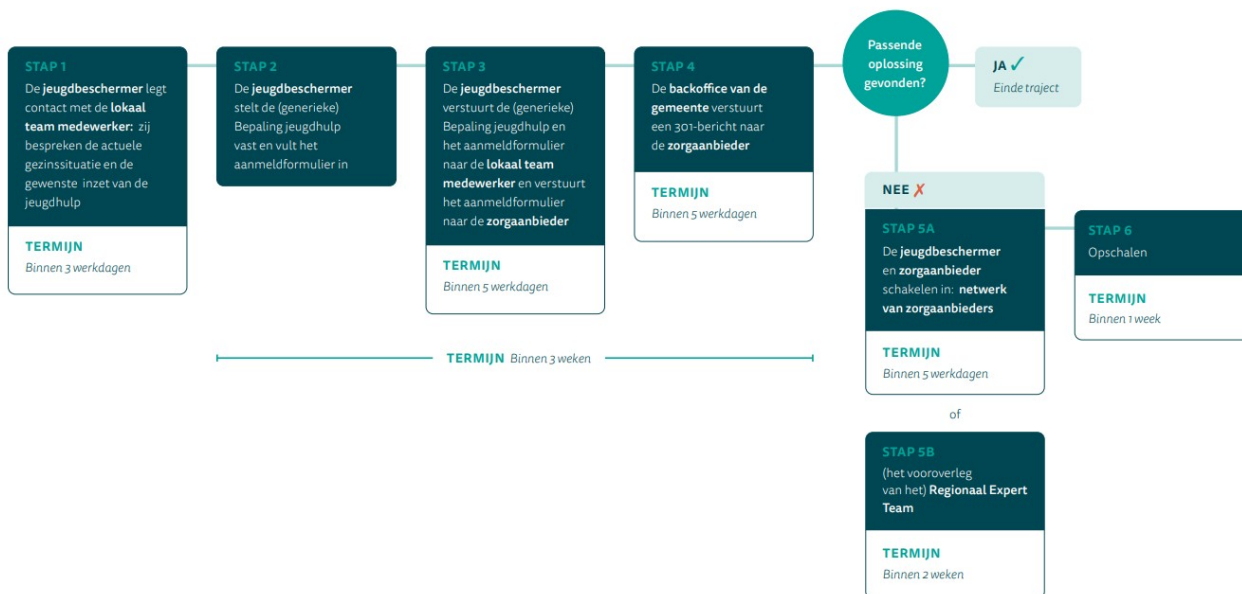 STAP 1
De jeugdbeschermer legt
contact met de lokaal
team medewerker: zij
bespreken de actuele
gezinssituatie en de
gewenste inzet van de
jeugdhulp
TERMIJN
Binnen 3 werkdagen
STAP 2
De jeugdbeschermer
stelt de (generieke)
Bepaling jeugdhulp
vast en vult het
aanmeldformulier in
STAP 3
De jeugdbeschermer
verstuurt de (generieke)
Bepaling jeugdhulp en
het aanmeldformulier
naar de lokaal team
medewerker en verstuurt
het aanmeldformulier
naar de zorgaanbieder
TERMIJN
Binnen 5 werkdagen
STAP 4
De backoffice van de
gemeente verstuurt
een 301-bericht naar
de zorgaanbieder
TERMIJN
Binnen 5 werkdagen
TERMIJN Binnen 3 weken
Passende
oplossing
gevonden?
JA ✓
Einde traject
NEE ✗
STAP 5A
De jeugdbeschermer
en zorgaanbieder
schakelen in: netwerk
van zorgaanbieders
TERMIJN
Binnen 5 werkdagen
of
STAP 5B
(het vooroverleg
van het) Regionaal Expert
Team
TERMIJN
Binnen 2 weken
STAP 6
Opschalen
TERMIJN
Binnen 1 week